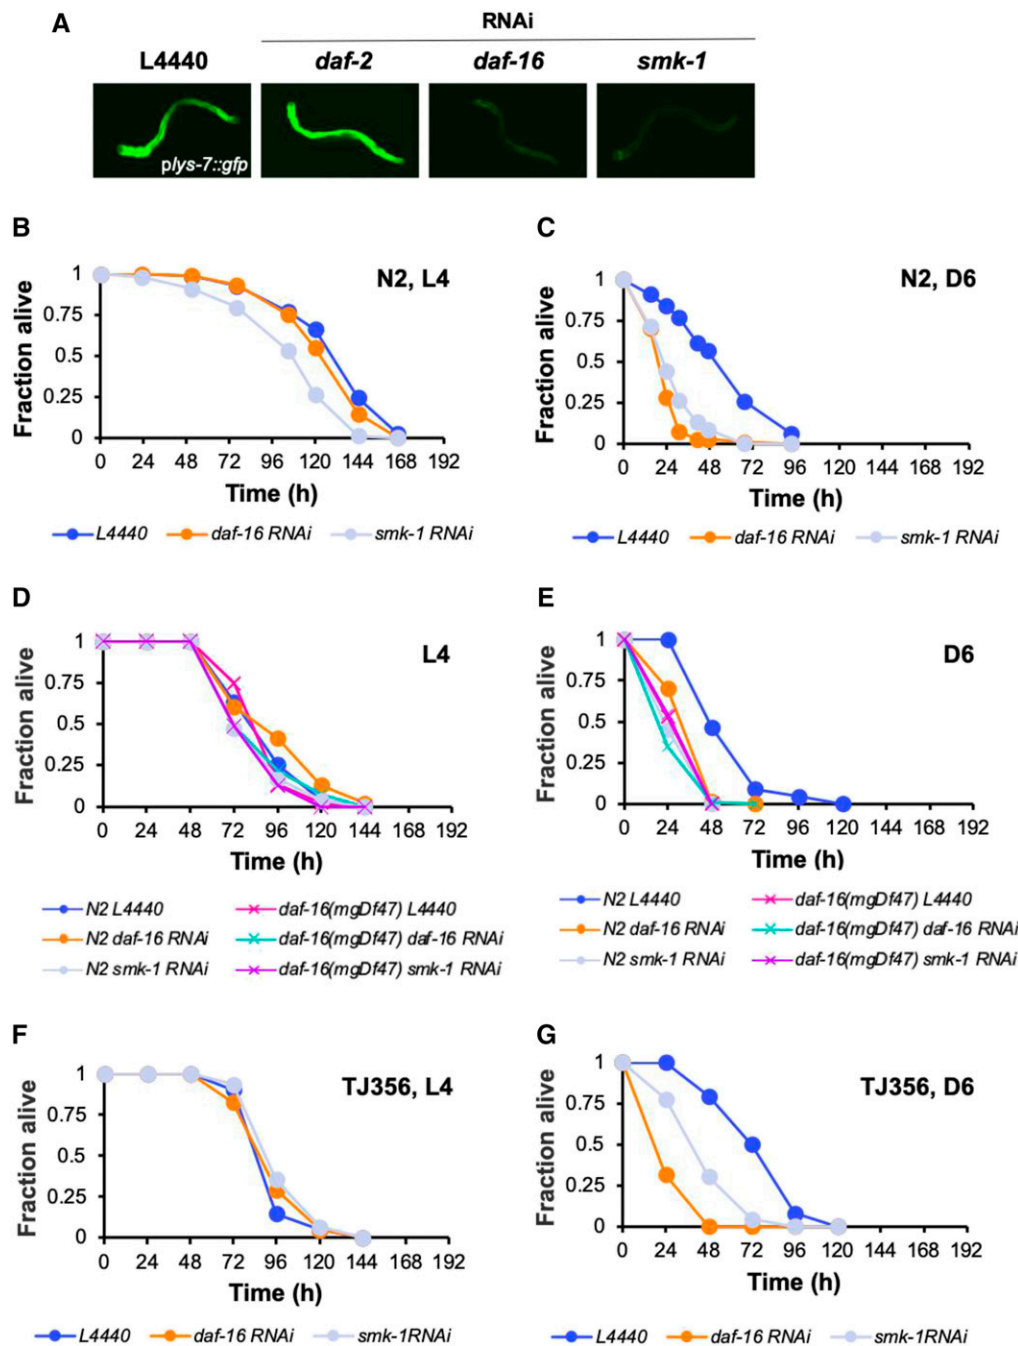 A
RNAi
L4440 daf-2 daf-16 smk-1
plys-7::gfp
B
N2, L4
Fraction alive
1
0.75
0.5
0.25
0
0 24 48 72 96 120 144 168 192
Time (h)
L4440 daf-16 RNAi smk-1 RNAi
C
N2, D6
Fraction alive
1
0.75
0.5
0.25
0
0 24 48 72 96 120 144 168 192
Time (h)
L4440 daf-16 RNAi smk-1 RNAi
D
L4
Fraction alive
1
0.75
0.5
0.25
0
0 24 48 72 96 120 144 168 192
Time (h)
N2 L4440 daf-16(mgDf47) L4440
N2 daf-16 RNAi daf-16(mgDf47) daf-16 RNAi
N2 smk-1 RNAi daf-16(mgDf47) smk-1 RNAi
E
D6
Fraction alive
1
0.75
0.5
0.25
0
0 24 48 72 96 120 144 168 192
Time (h)
N2 L4440 daf-16(mgDf47) L4440
N2 daf-16 RNAi daf-16(mgDf47) daf-16 RNAi
N2 smk-1 RNAi daf-16(mgDf47) smk-1 RNAi
F
TJ356, L4
Fraction alive
1
0.75
0.5
0.25
0
0 24 48 72 96 120 144 168 192
Time (h)
L4440 daf-16 RNAi smk-1RNAi
G
TJ356, D6
Fraction alive
1
0.75
0.5
0.25
0
0 24 48 72 96 120 144 168 192
Time (h)
L4440 daf-16 RNAi smk-1RNAi